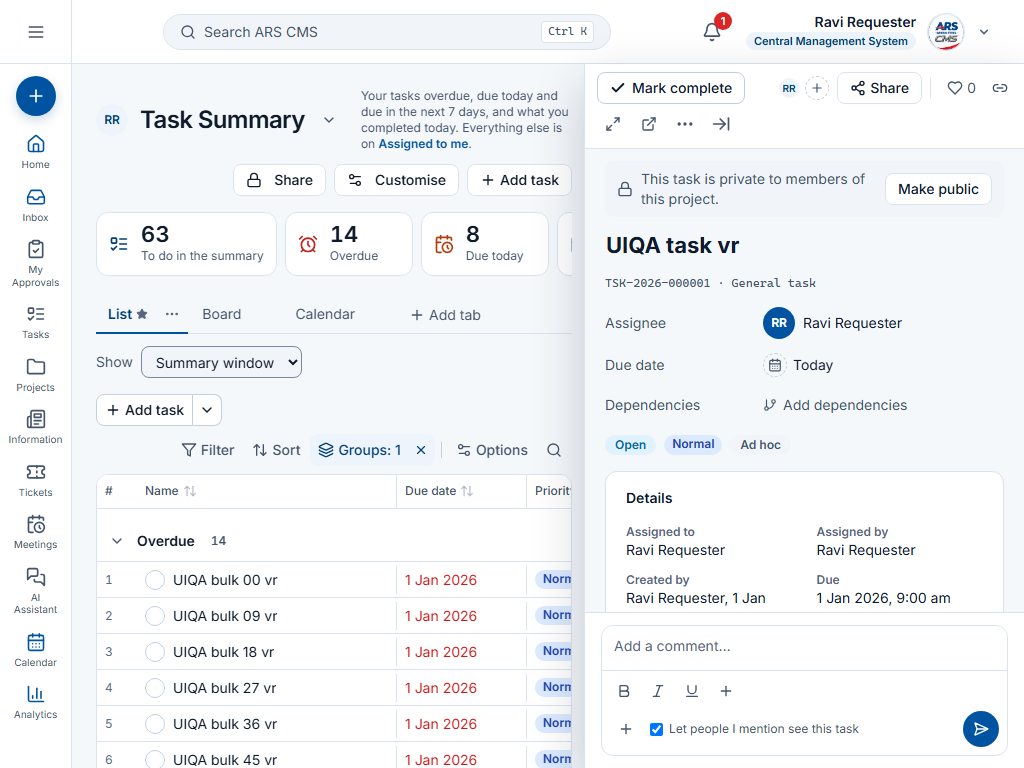 Search ARS CMS
Ctrl K
1
Ravi Requester
Central Management System
ARS
CMS
Home
Inbox
My
Approvals
Tasks
Projects
Information
Tickets
Meetings
AI
Assistant
Calendar
Analytics
RR
Task Summary
Your tasks overdue, due today and
due in the next 7 days, and what you
completed today. Everything else is
on Assigned to me.
Share
Customise
Add task
63
To do in the summary
14
Overdue
8
Due today
List
Board
Calendar
Add tab
Show
Summary window
Add task
Filter
Sort
Groups: 1
Options
# Name Due date Priorit
Overdue 14
1 UIQA bulk 00 vr 1 Jan 2026 Norm
2 UIQA bulk 09 vr 1 Jan 2026 Norm
3 UIQA bulk 18 vr 1 Jan 2026 Norm
4 UIQA bulk 27 vr 1 Jan 2026 Norm
5 UIQA bulk 36 vr 1 Jan 2026 Norm
6 UIQA bulk 45 vr 1 Jan 2026 Norm
Mark complete
RR
Share
0
This task is private to members of
this project.
Make public
UIQA task vr
TSK-2026-000001 · General task
Assignee RR Ravi Requester
Due date Today
Dependencies Add dependencies
Open Normal Ad hoc
Details
Assigned to Assigned by
Ravi Requester Ravi Requester
Created by Due
Ravi Requester, 1 Jan 1 Jan 2026, 9:00 am
Add a comment...
B I U
Let people I mention see this task